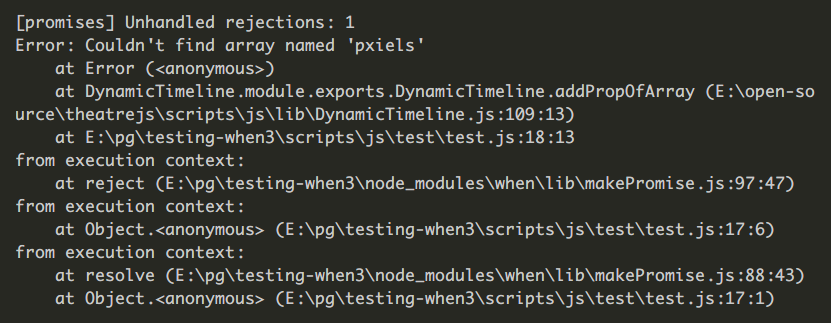 [promises] Unhandled rejections: 1
Error: Couldn't find array named 'pxiels'
    at Error (<anonymous>)
    at DynamicTimeline.module.exports.DynamicTimeline.addPropOfArray (E:\open-so
urce\theatrejs\scripts\js\lib\DynamicTimeline.js:109:13)
    at E:\pg\testing-when3\scripts\js\test\test.js:18:13
from execution context:
    at reject (E:\pg\testing-when3\node_modules\when\lib\makePromise.js:97:47)
from execution context:
    at Object.<anonymous> (E:\pg\testing-when3\scripts\js\test\test.js:17:6)
from execution context:
    at resolve (E:\pg\testing-when3\node_modules\when\lib\makePromise.js:88:43)
    at Object.<anonymous> (E:\pg\testing-when3\scripts\js\test\test.js:17:1)